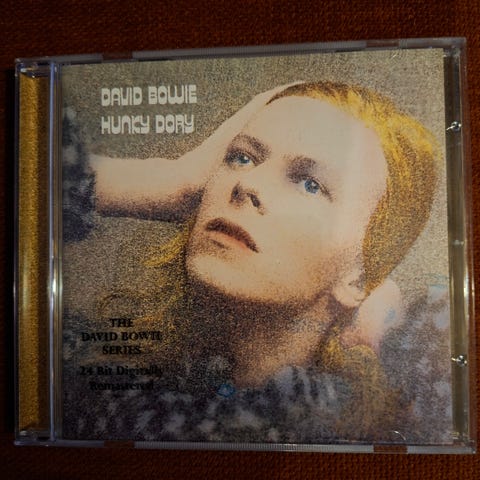 DAVID BOWIE
HUNKY DORY
THE
DAVID BOWIE
SERIES
24 Bit Digitally
Remastered